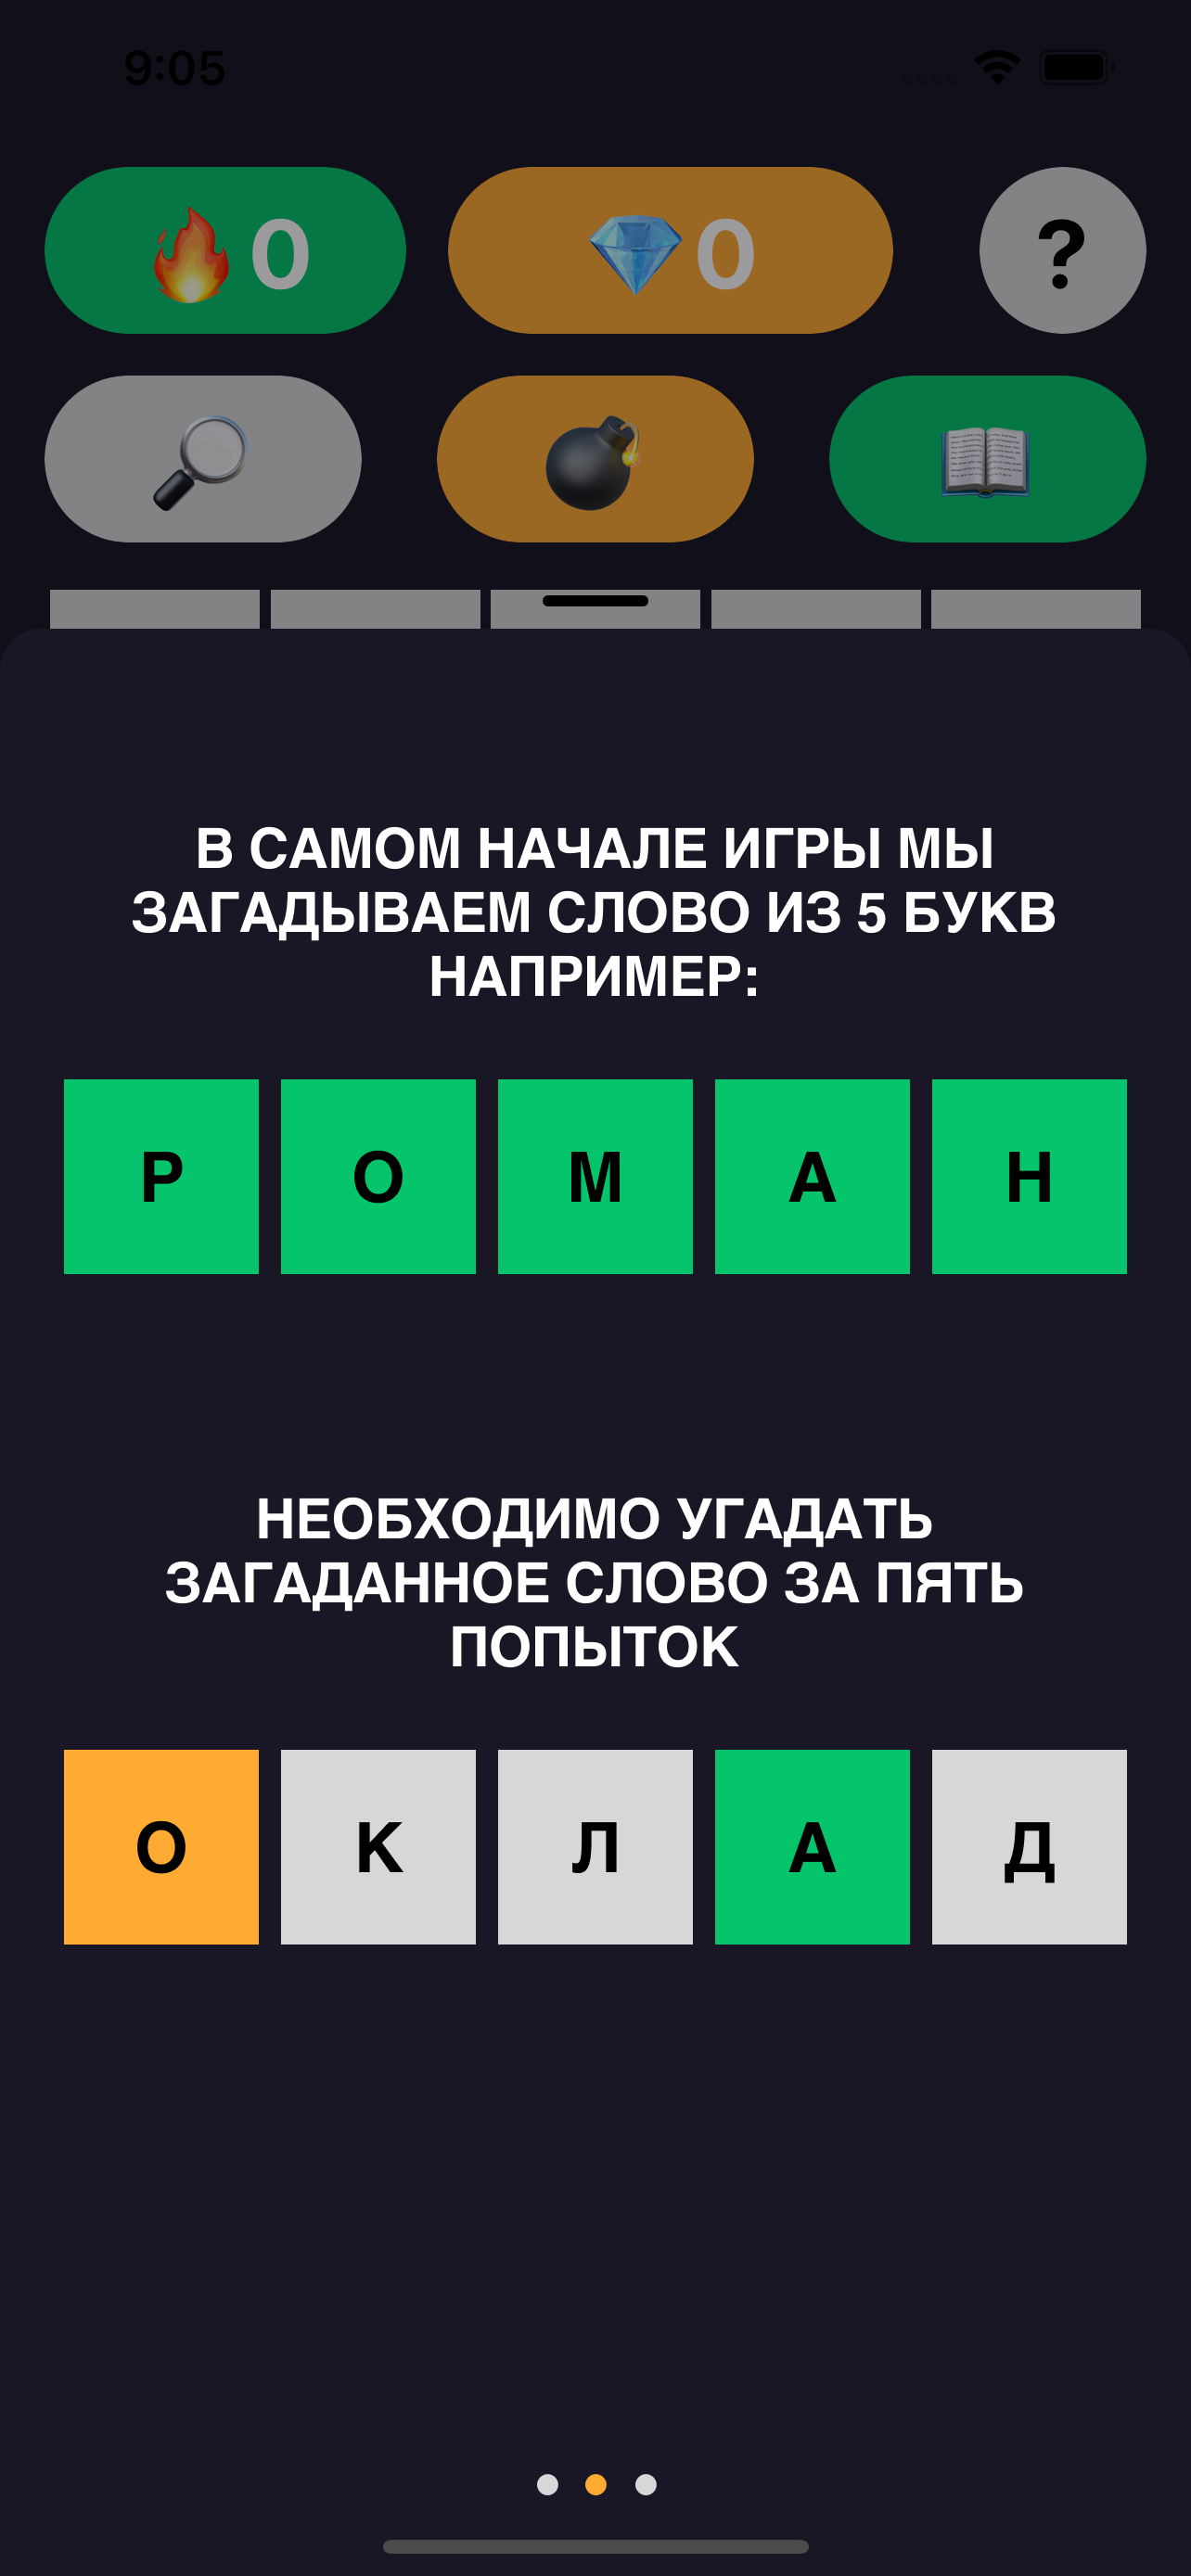 9:05
0 0 ?
В САМОМ НАЧАЛЕ ИГРЫ МЫ
ЗАГАДЫВАЕМ СЛОВО ИЗ 5 БУКВ
НАПРИМЕР:
Р О М А Н
НЕОБХОДИМО УГАДАТЬ
ЗАГАДАННОЕ СЛОВО ЗА ПЯТЬ
ПОПЫТОК
О К Л А Д